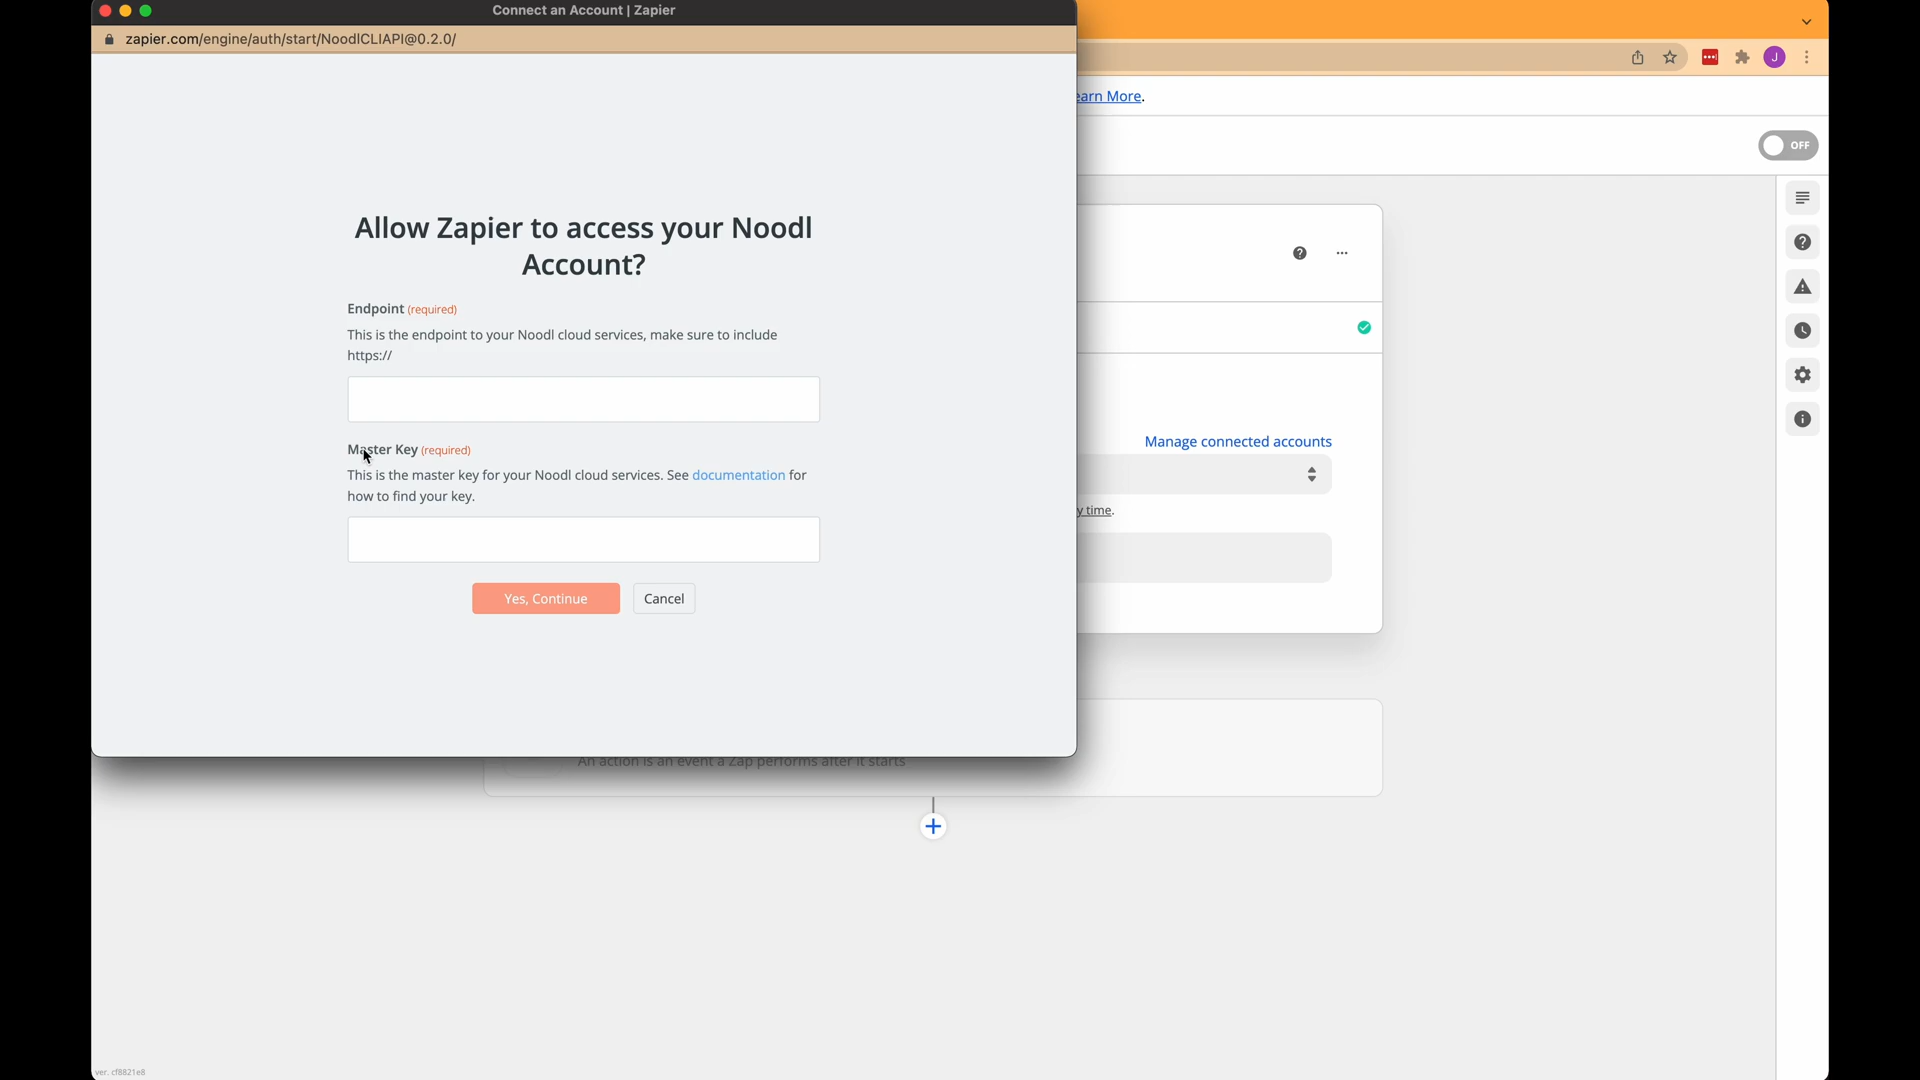 Connect an Account | Zapier
zapier.com/engine/auth/start/NoodlCLIAPI@0.2.0/
J
earn More.
OFF
Allow Zapier to access your Noodl
Account?
Endpoint (required)
This is the endpoint to your Noodl cloud services, make sure to include
https://
Master Key (required)
This is the master key for your Noodl cloud services. See documentation for
how to find your key.
Yes, Continue
Cancel
Manage connected accounts
y time.
An action is an event a Zap performs after it starts
ver. cf8821e8